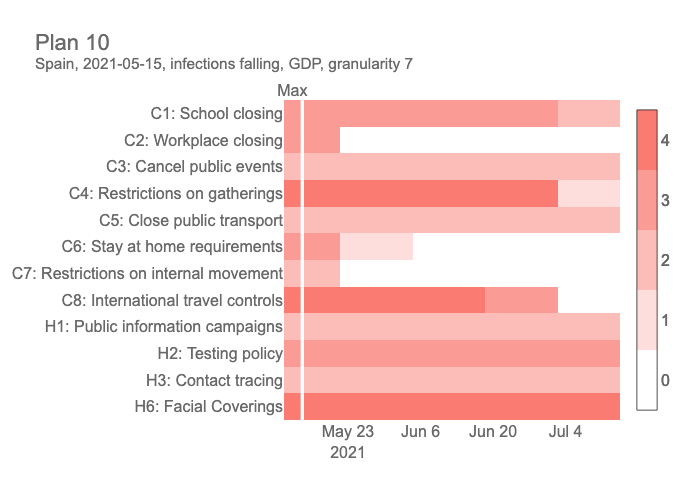 Plan 10
Spain, 2021-05-15, infections falling, GDP, granularity 7
Max
C1: School closing
C2: Workplace closing
C3: Cancel public events
C4: Restrictions on gatherings
C5: Close public transport
C6: Stay at home requirements
C7: Restrictions on internal movement
C8: International travel controls
H1: Public information campaigns
H2: Testing policy
H3: Contact tracing
H6: Facial Coverings
May 23 Jun 6 Jun 20 Jul 4
2021
4
3
2
1
0